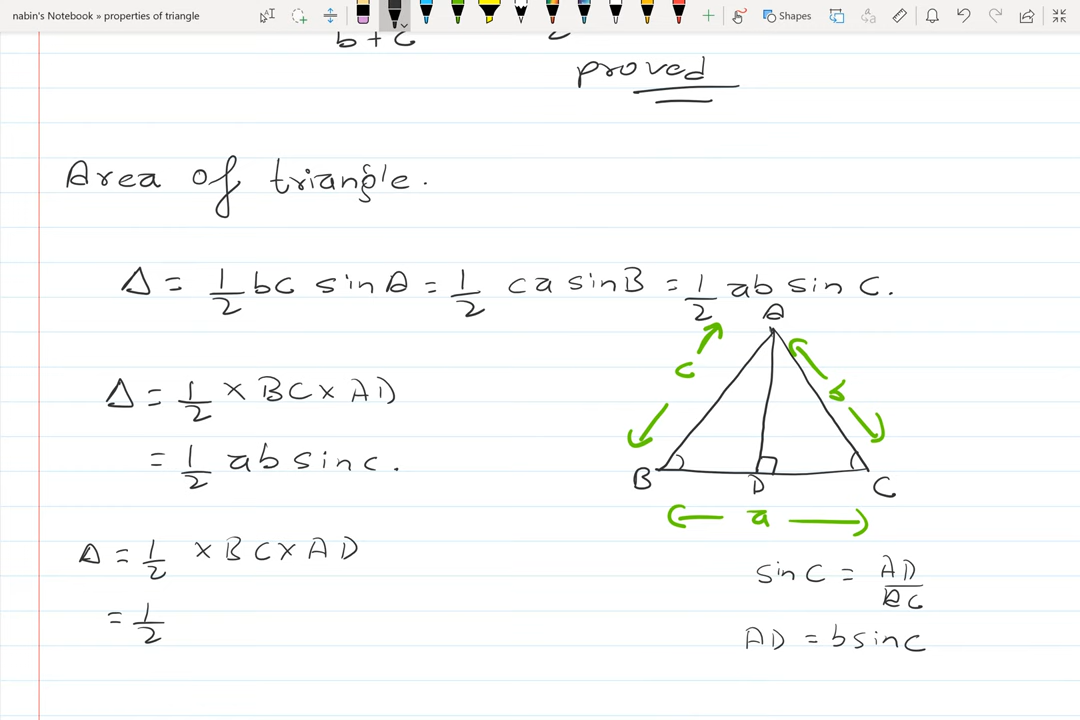 nabin's Notebook » properties of triangle
Shapes
b + c
proved
Area of triangle.
Δ = 1/2 bc sin A = 1/2 ca sin B = 1/2 ab sin C.
A
c
b
Δ = 1/2 × BC × AD
= 1/2 ab sin c.
B D C
a
Δ = 1/2 × BC × AD
sin C = AD/AC
= 1/2
AD = b sin c